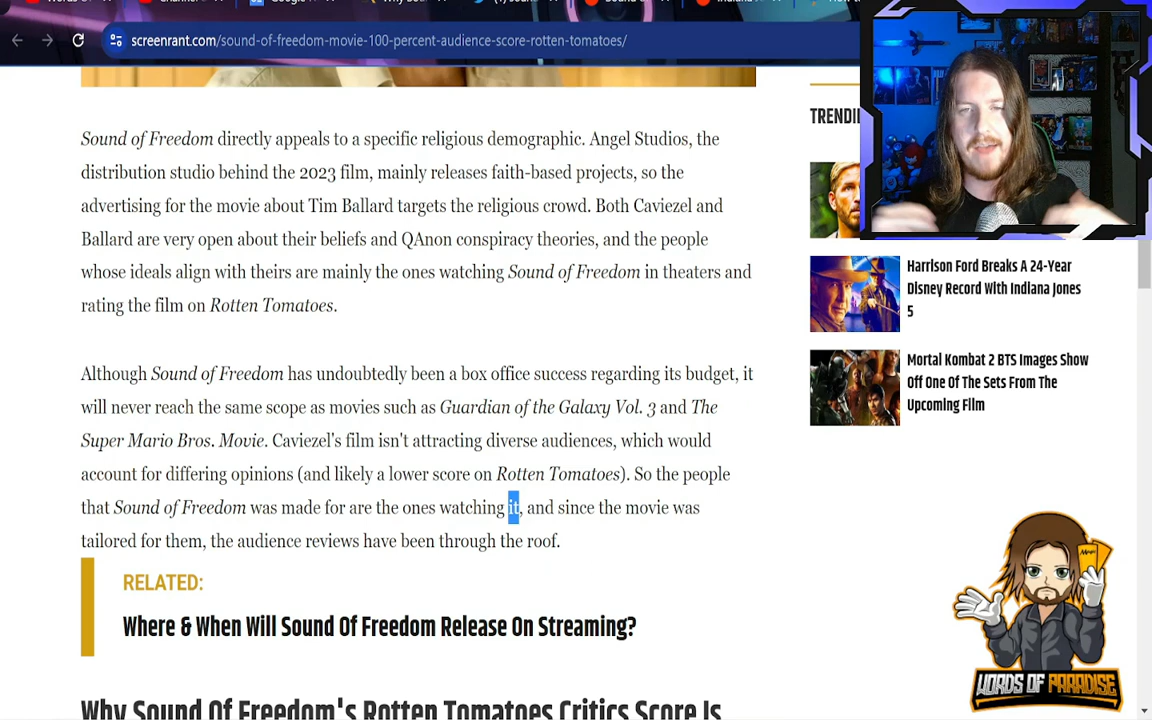 screenrant.com/sound-of-freedom-movie-100-percent-audience-score-rotten-tomatoes/
Sound of Freedom directly appeals to a specific religious demographic. Angel Studios, the
distribution studio behind the 2023 film, mainly releases faith-based projects, so the
advertising for the movie about Tim Ballard targets the religious crowd. Both Caviezel and
Ballard are very open about their beliefs and QAnon conspiracy theories, and the people
whose ideals align with theirs are mainly the ones watching Sound of Freedom in theaters and
rating the film on Rotten Tomatoes.
Although Sound of Freedom has undoubtedly been a box office success regarding its budget, it
will never reach the same scope as movies such as Guardian of the Galaxy Vol. 3 and The
Super Mario Bros. Movie. Caviezel's film isn't attracting diverse audiences, which would
account for differing opinions (and likely a lower score on Rotten Tomatoes). So the people
that Sound of Freedom was made for are the ones watching it, and since the movie was
tailored for them, the audience reviews have been through the roof.
RELATED:
Where & When Will Sound Of Freedom Release On Streaming?
Why Sound Of Freedom's Rotten Tomatoes Critics Score Is
Harrison Ford Breaks A 24-Year
Disney Record With Indiana Jones
5
Mortal Kombat 2 BTS Images Show
Off One Of The Sets From The
Upcoming Film
WORDS OF PARADISE